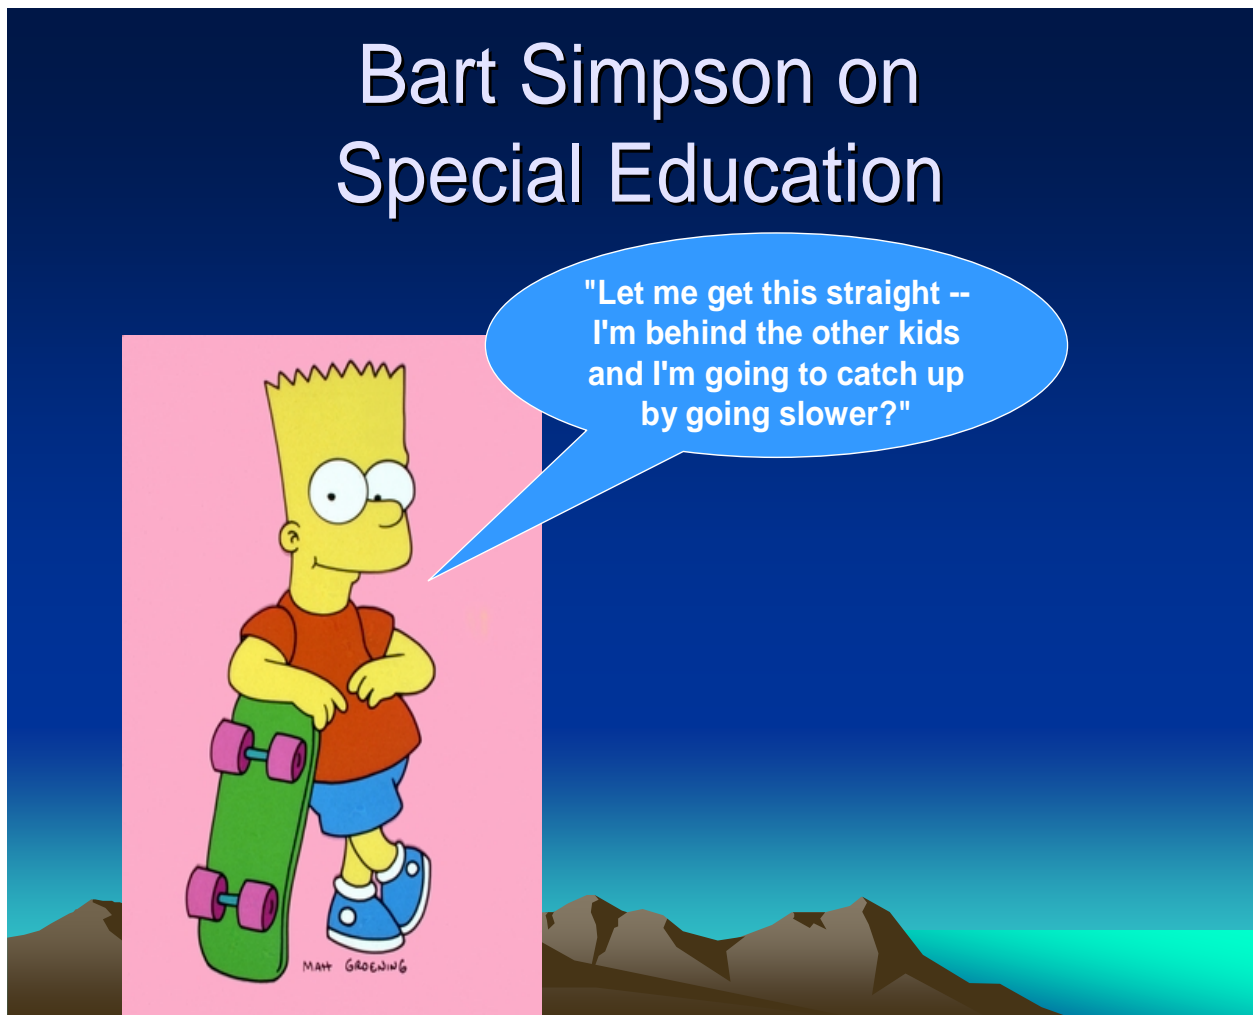 Bart Simpson on
Special Education
"Let me get this straight --
I'm behind the other kids
and I'm going to catch up
by going slower?"
MATT GROENING